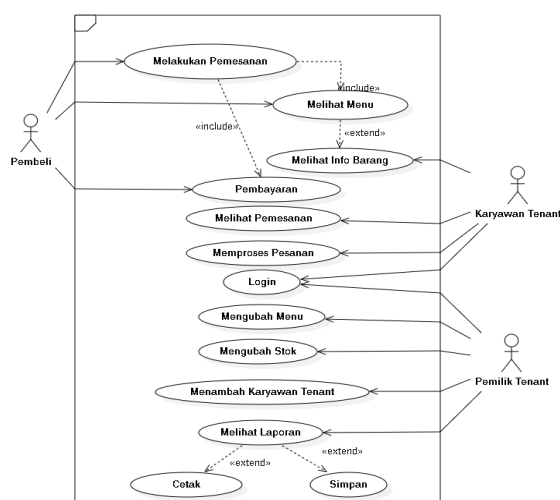 Melakukan Pemesanan
«include»
Melihat Menu
«include»
«extend»
Pembeli
Melihat Info Barang
Pembayaran
Karyawan Tenant
Melihat Pemesanan
Memproses Pesanan
Login
Mengubah Menu
Mengubah Stok
Pemilik Tenant
Menambah Karyawan Tenant
Melihat Laporan
«extend»
«extend»
Cetak
Simpan